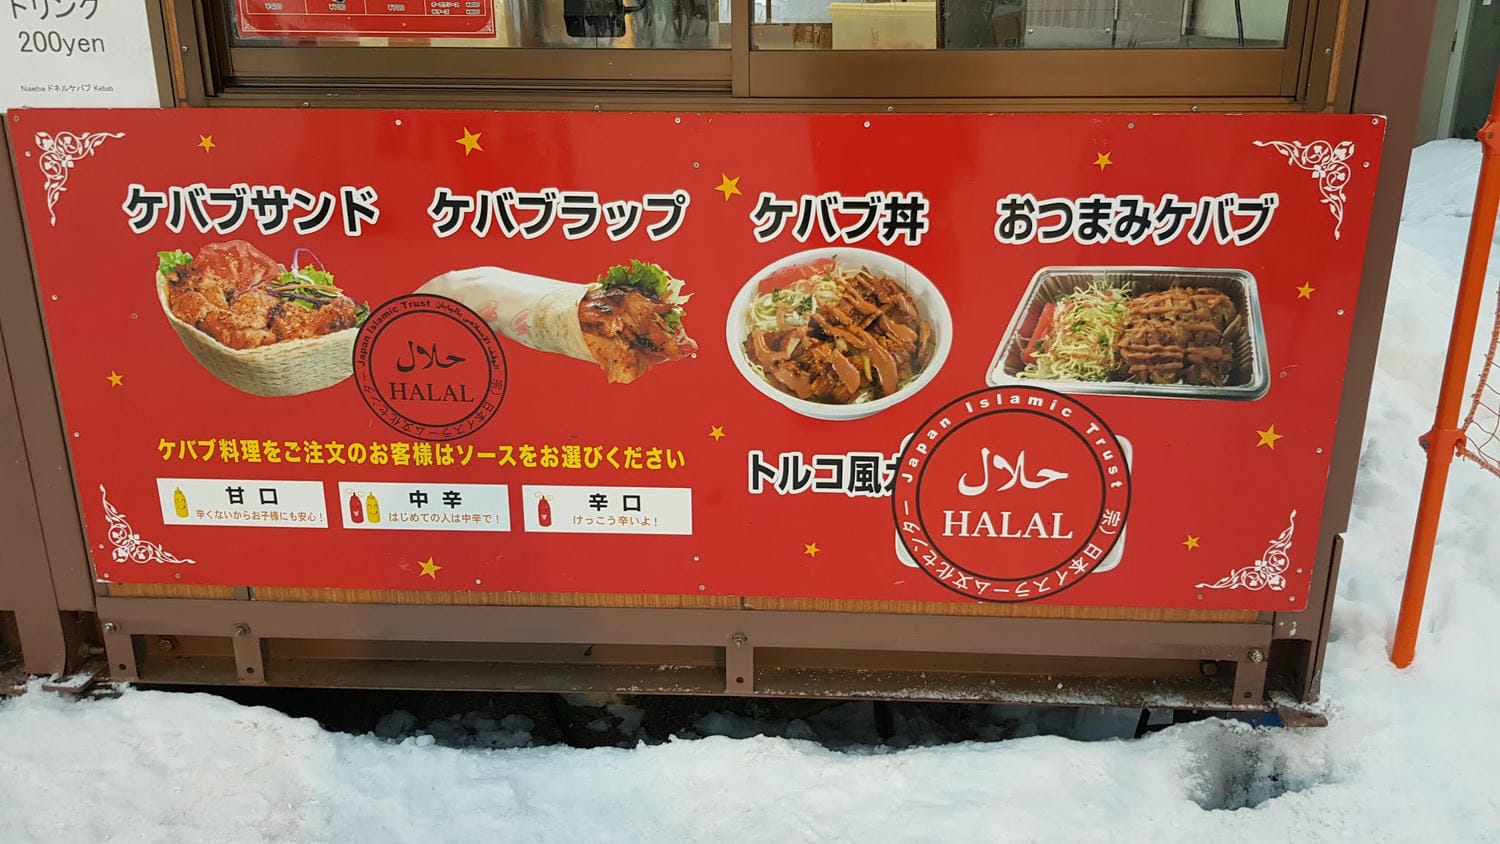 ドリンク
200yen
Naeba ドネルケバブ Kebab
ケバブサンド
ケバブラップ
ケバブ丼
おつまみケバブ
Japan Islamic Trust
حلال
HALAL
宗）日本イスラーム文化センター
ケバブ料理をご注文のお客様はソースをお選びください
甘口
辛くないからお子様にも安心！
中辛
はじめての人は中辛で！
辛口
けっこう辛いよ！
トルコ風
Japan Islamic Trust
حلال
HALAL
宗）日本イスラーム文化センター